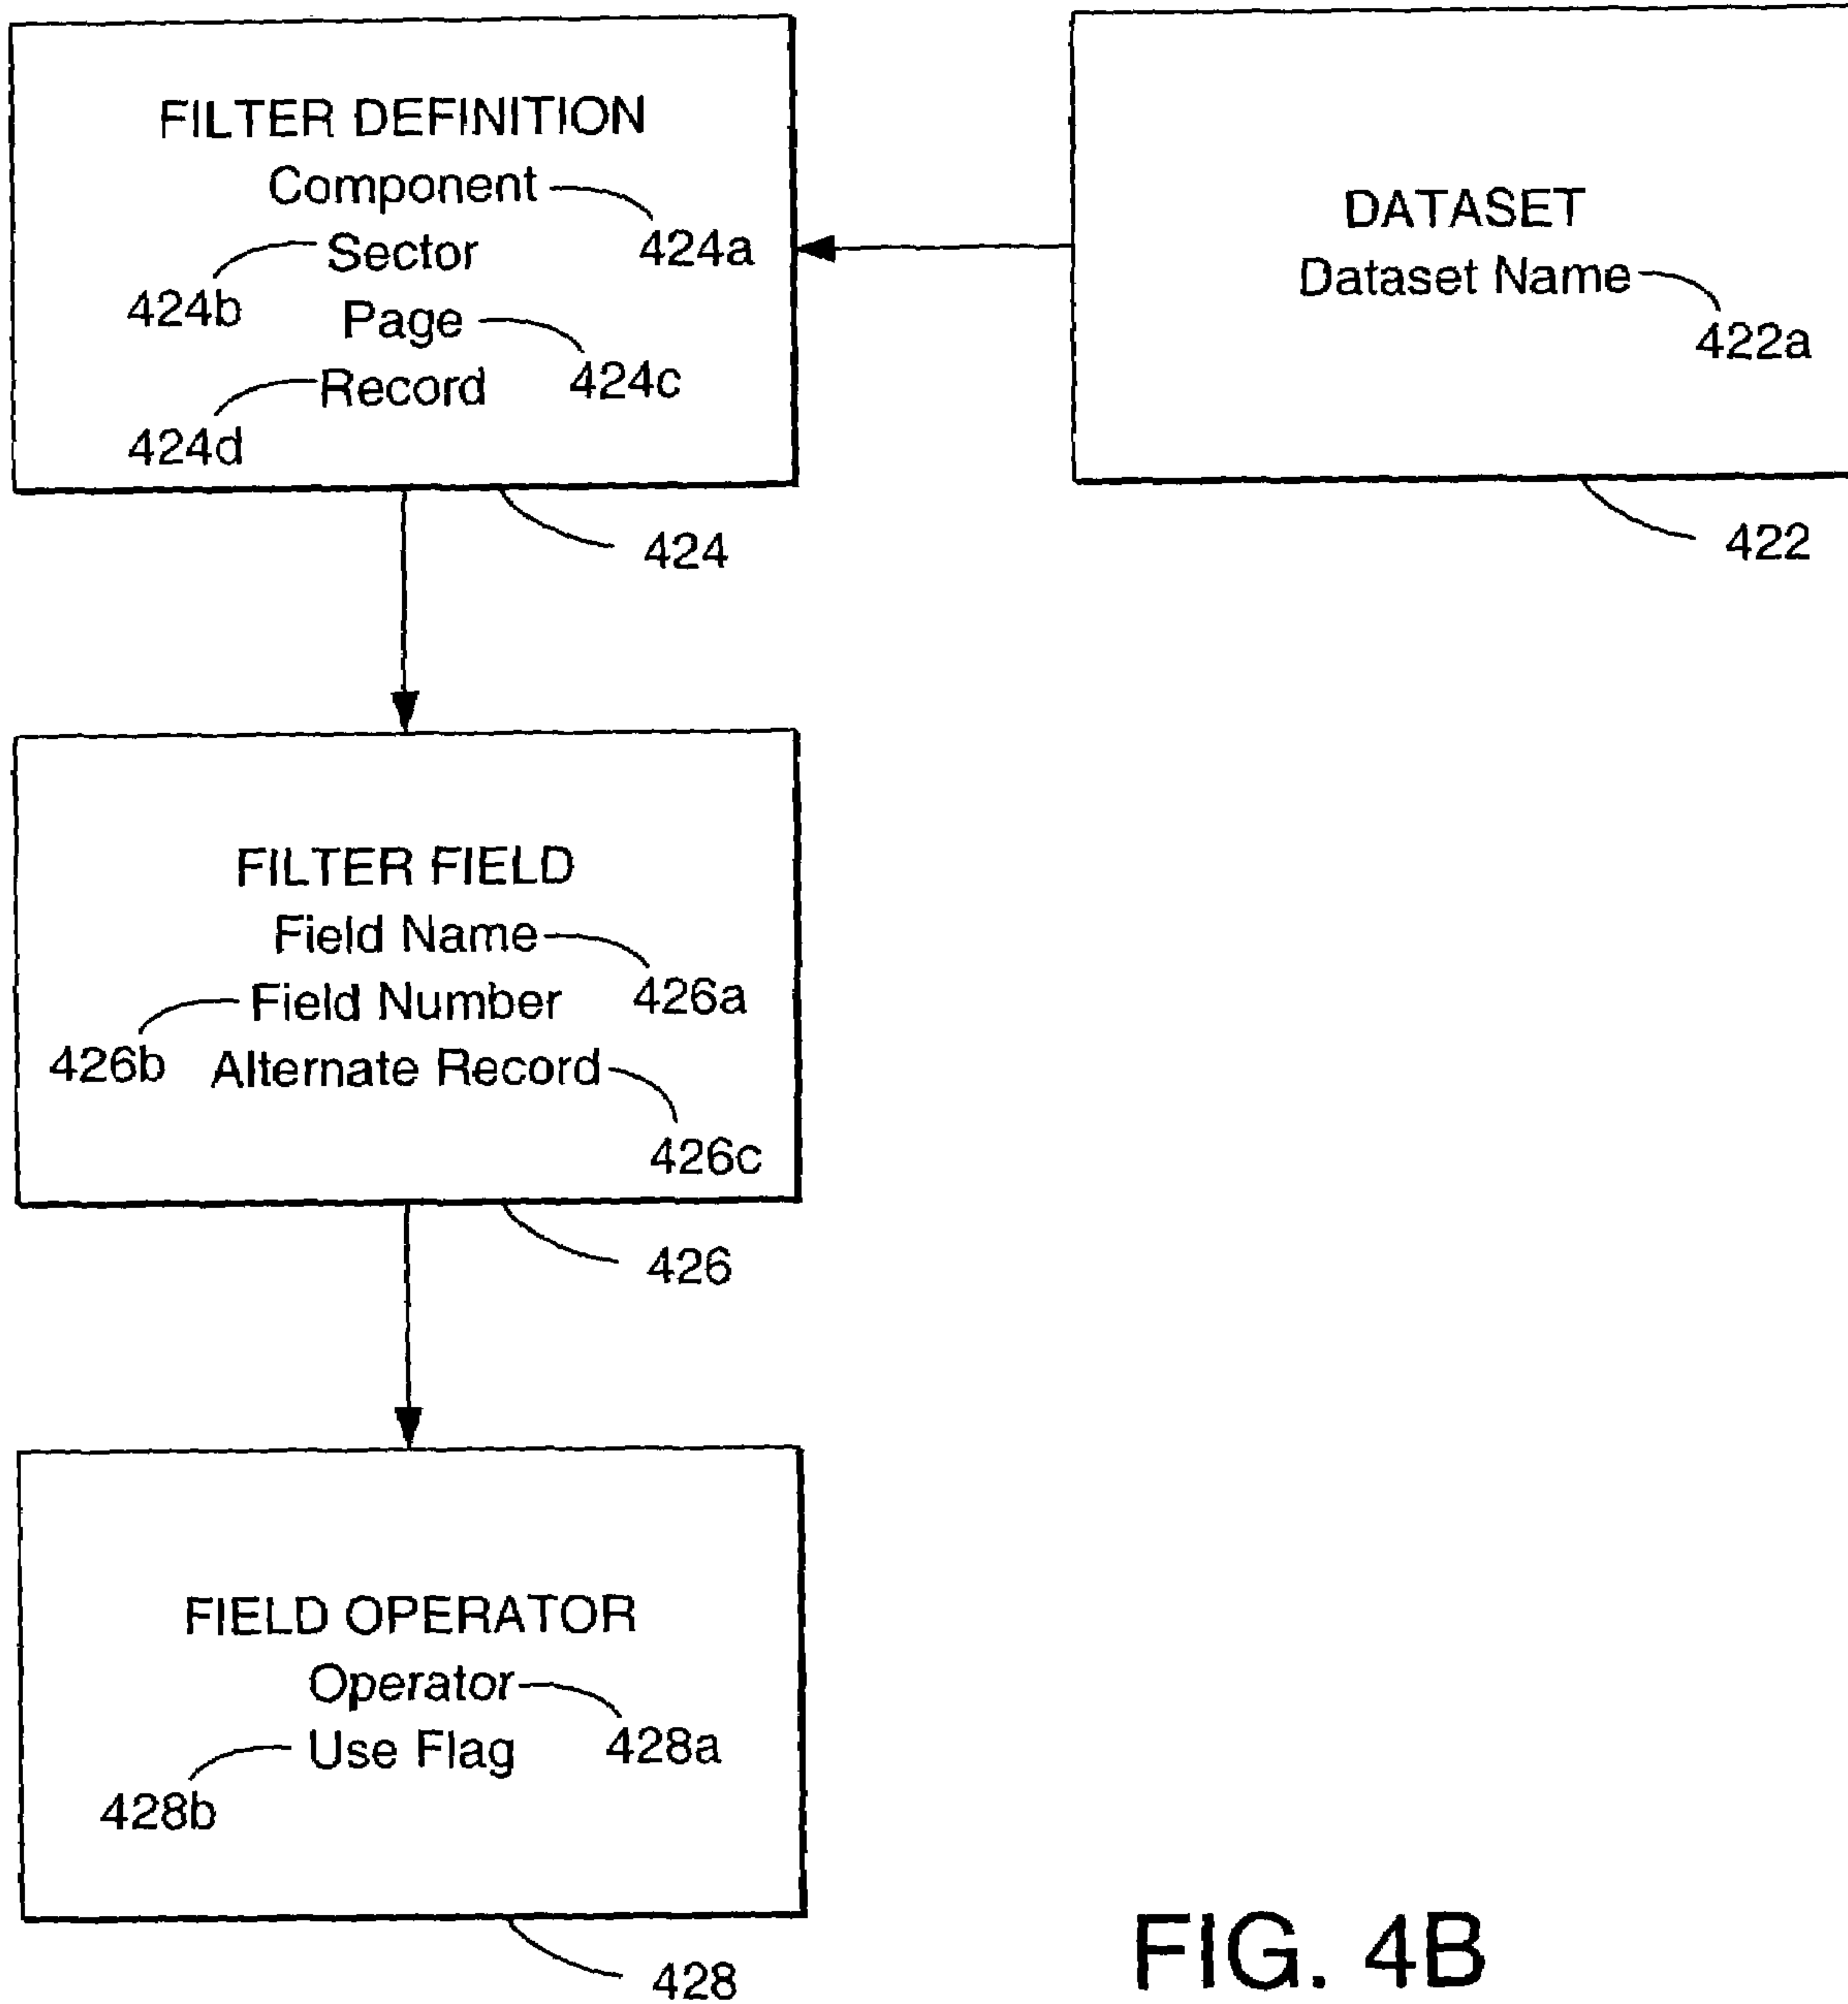 FILTER DEFINITION
Component
424a
Sector
424b
Page
424c
Record
424d
424
DATASET
Dataset Name
422a
422
FILTER FIELD
Field Name
426a
Field Number
426b
Alternate Record
426c
426
FIELD OPERATOR
Operator
428a
Use Flag
428b
428
FIG. 4B